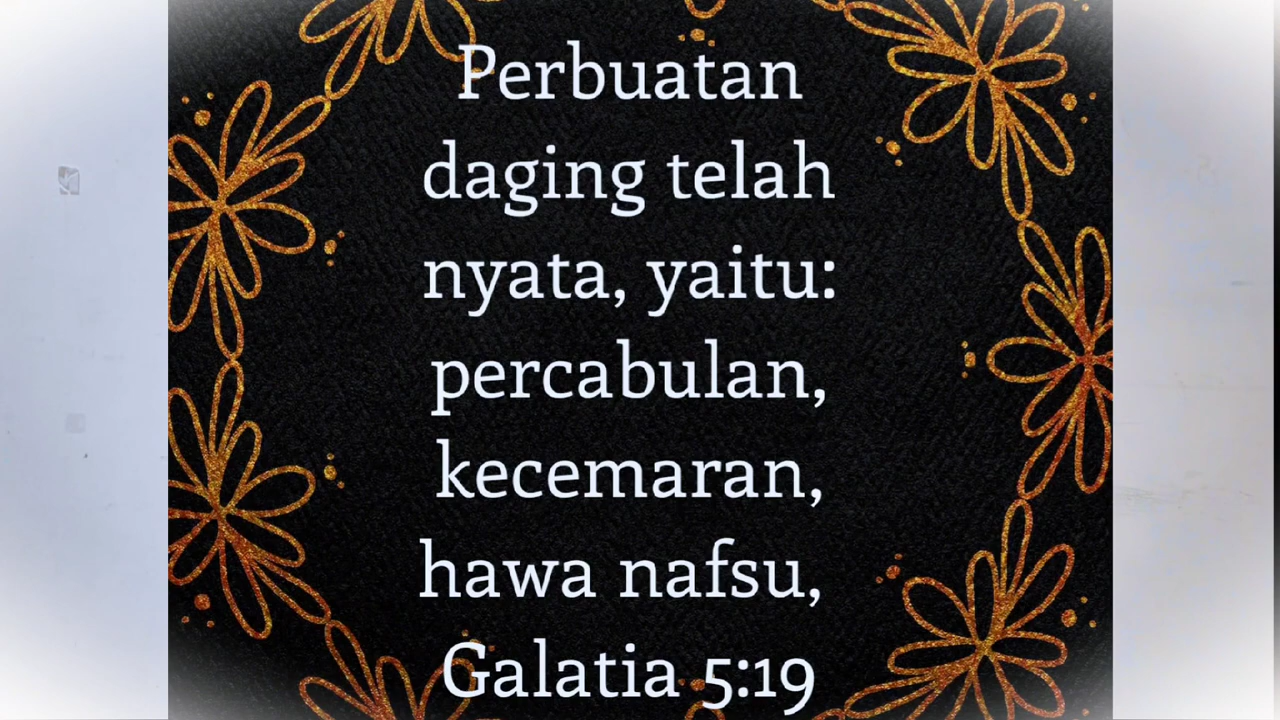 Perbuatan
daging telah
nyata, yaitu:
percabulan,
kecemaran,
hawa nafsu,
Galatia 5:19